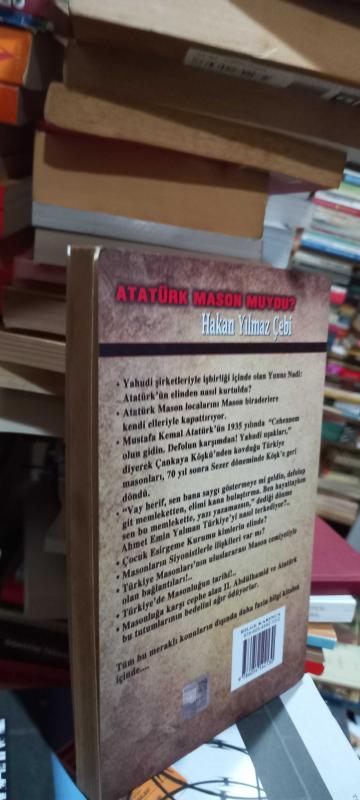 ATATÜRK MASON MUYDU?
Hakan Yılmaz Çebi
• Yahudi şirketleriyle işbirliği içinde olan Yunus Nadi:
Atatürk'ün elinden nasıl kurtuldu?
• Atatürk Mason localarını Mason biraderlere
kendi elleriyle kapattırıyor.
• Mustafa Kemal Atatürk'ün 1935 yılında "Cehennem
olun gidin. Defolun karşımdan! Yahudi uşakları,"
diyerek Çankaya Köşkü'nden kovduğu Türkiye
masonları, 70 yıl sonra Sezer döneminde Köşk'e geri
döndü.
• "Vay herif, sen bana saygı göstermeye mi geldin, defolup
git memleketten, elimi kana bulaştırma. Ben hayattayken
sen bu memlekette, yazı yazamazsın," dediği dönme
Ahmet Emin Yalman Türkiye'yi nasıl terkediyor?..
• Çocuk Esirgeme Kurumu kimlerin elinde?
• Masonların Siyonistlerle ilişkileri var mı?
• Türkiye Masonları'nın uluslararası Mason cemiyetiyle
olan bağlantıları!..
• Türkiye'de Masonluğun tarihi!..
• Masonluğa karşı cephe alan II. Abdülhamid ve Atatürk
bu tutumlarının bedelini ağır ödüyorlar.
Tüm bu meraklı konuların dışında daha fazla bilgi kitabın
içinde....